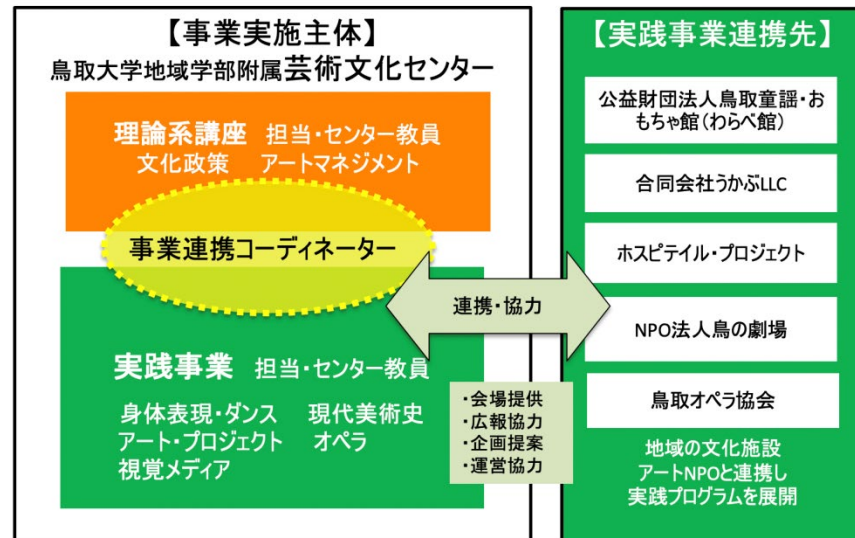 【事業実施主体】
鳥取大学地域学部附属芸術文化センター
理論系講座 担当・センター教員
文化政策 アートマネジメント
事業連携コーディネーター
実践事業 担当・センター教員
身体表現・ダンス 現代美術史
アート・プロジェクト オペラ
視覚メディア
連携・協力
・会場提供
・広報協力
・企画提案
・運営協力
【実践事業連携先】
公益財団法人鳥取童謡・お
もちゃ館(わらべ館)
合同会社うかぶLLC
ホスピテイル・プロジェクト
NPO法人鳥の劇場
鳥取オペラ協会
地域の文化施設
アートNPOと連携し
実践プログラムを展開